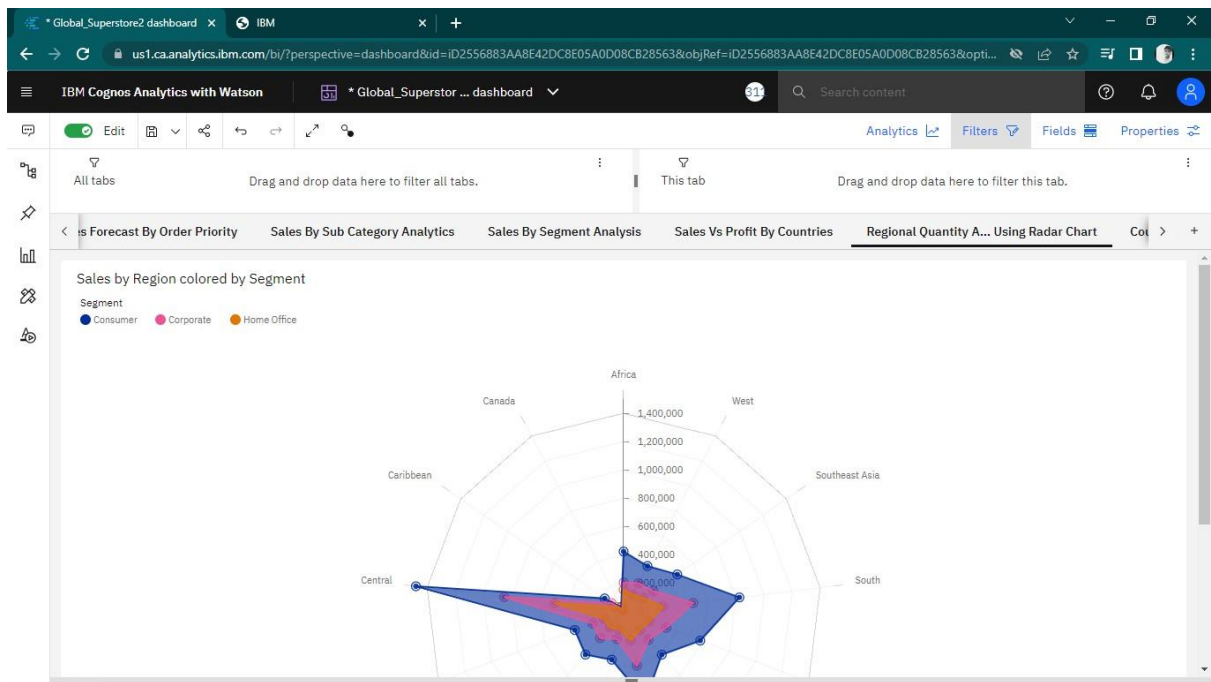 * Global_Superstore2 dashboard
IBM
us1.ca.analytics.ibm.com/bi/?perspective=dashboard&id=iD2556883AA8E42DC8E05A0D08CB28563&objRef=iD2556883AA8E42DC8E05A0D08CB28563&opti...
IBM Cognos Analytics with Watson
* Global_Superstor ... dashboard
Search content
Edit
Analytics
Filters
Fields
Properties
All tabs
Drag and drop data here to filter all tabs.
This tab
Drag and drop data here to filter this tab.
s Forecast By Order Priority
Sales By Sub Category Analytics
Sales By Segment Analysis
Sales Vs Profit By Countries
Regional Quantity A... Using Radar Chart
Sales by Region colored by Segment
Segment
Consumer
Corporate
Home Office
Africa
Canada
West
1,400,000
1,200,000
Caribbean
1,000,000
Southeast Asia
800,000
600,000
400,000
Central
200,000
South